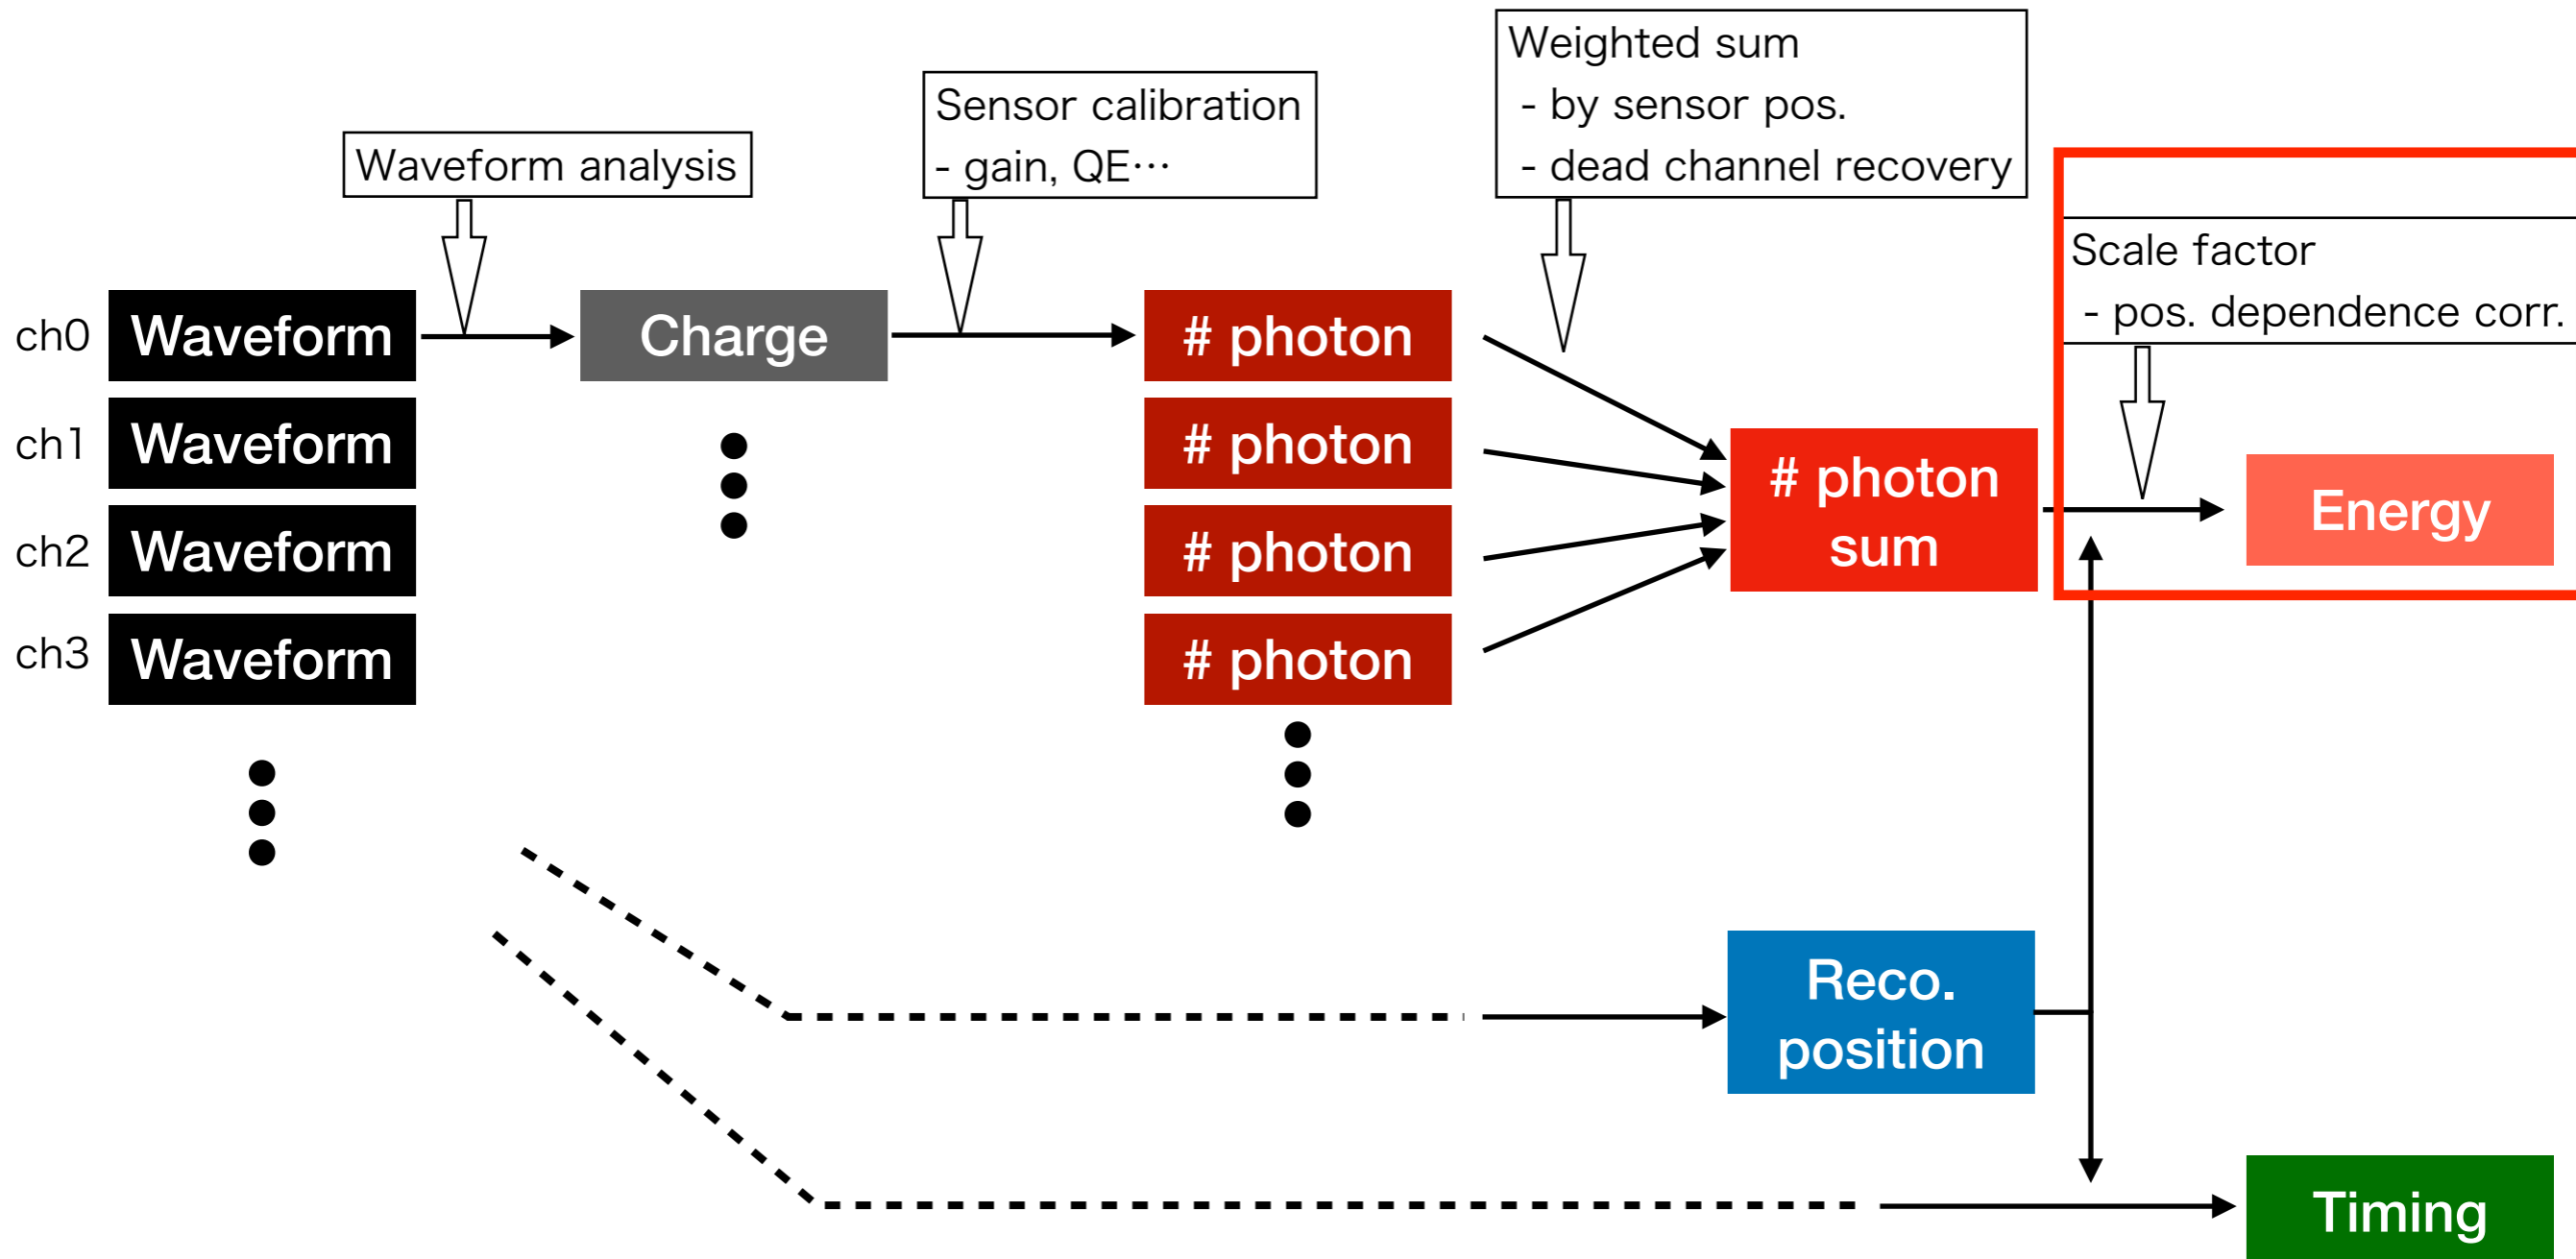 Weighted sum
- by sensor pos.
- dead channel recovery
Sensor calibration
- gain, QE…
Waveform analysis
Scale factor
- pos. dependence corr.
ch0
Waveform
Charge
# photon
ch1
Waveform
# photon
ch2
Waveform
# photon
ch3
Waveform
# photon
# photon
sum
Energy
Reco.
position
Timing